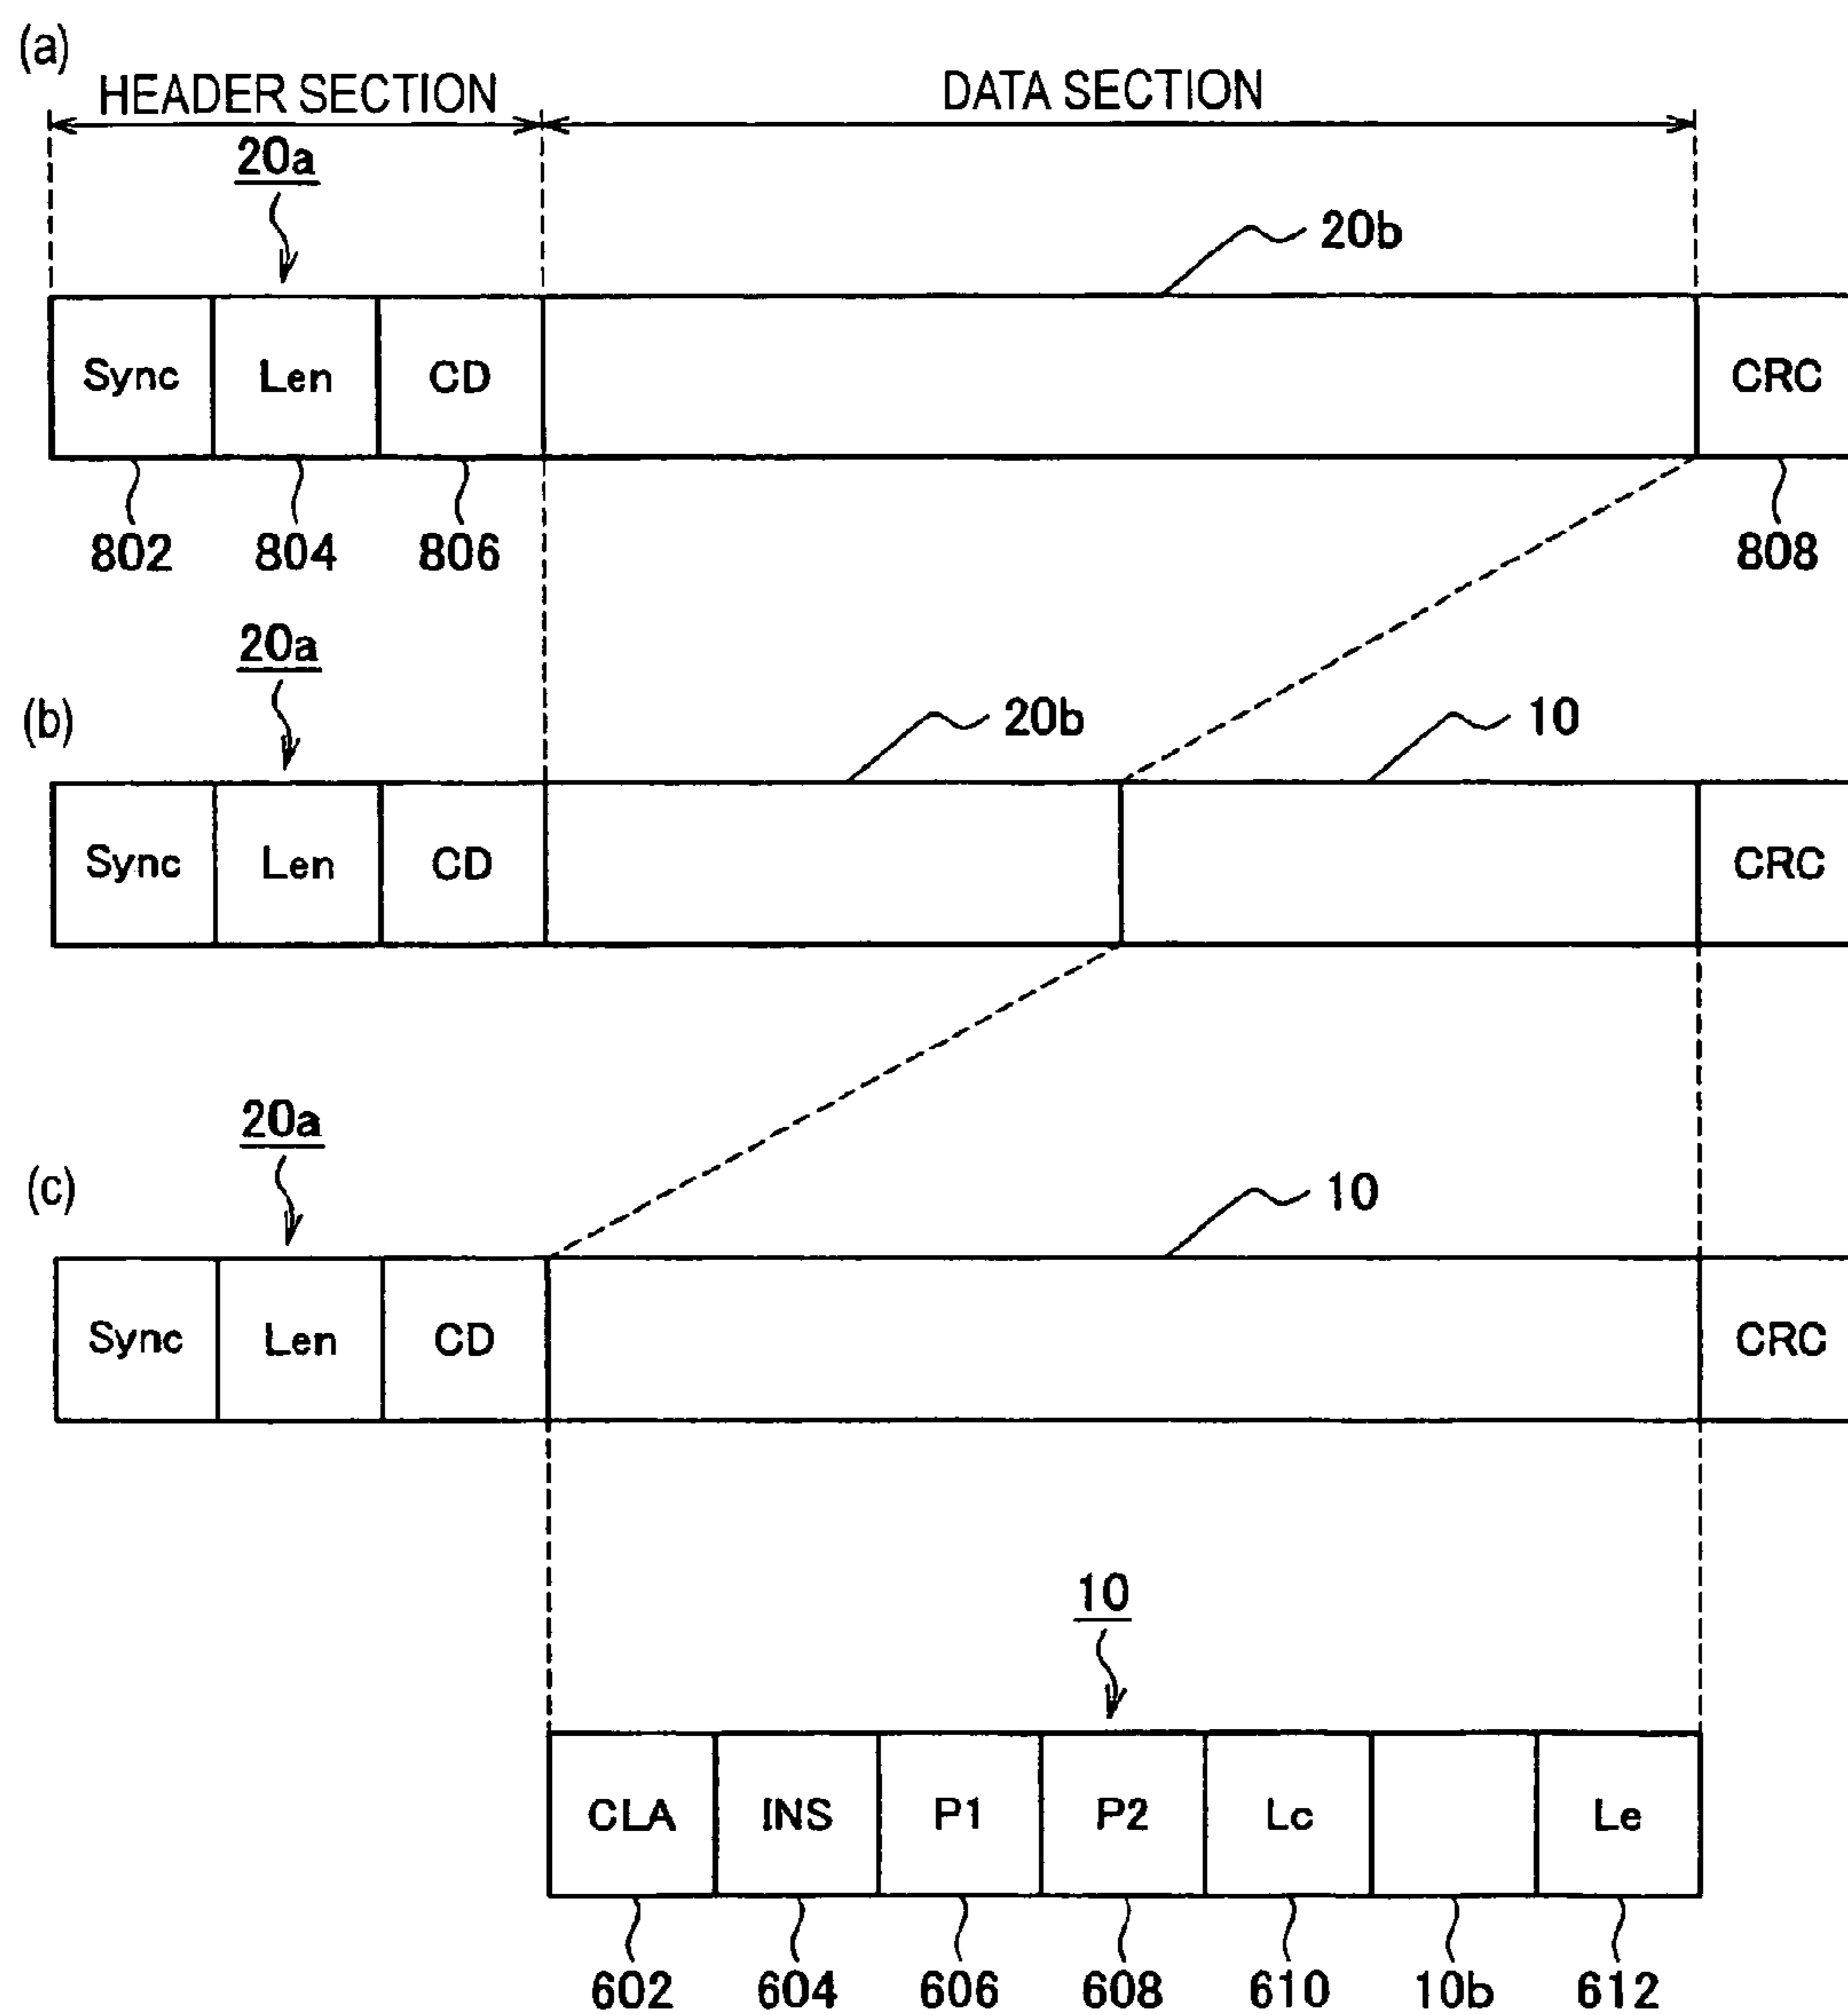 (a)
HEADER SECTION DATA SECTION
20a
20b
Sync Len CD CRC
802 804 806 808
20a
(b) 20b 10
Sync Len CD CRC
20a
(c) 10
Sync Len CD CRC
10
CLA INS P1 P2 Lc Le
602 604 606 608 610 10b 612